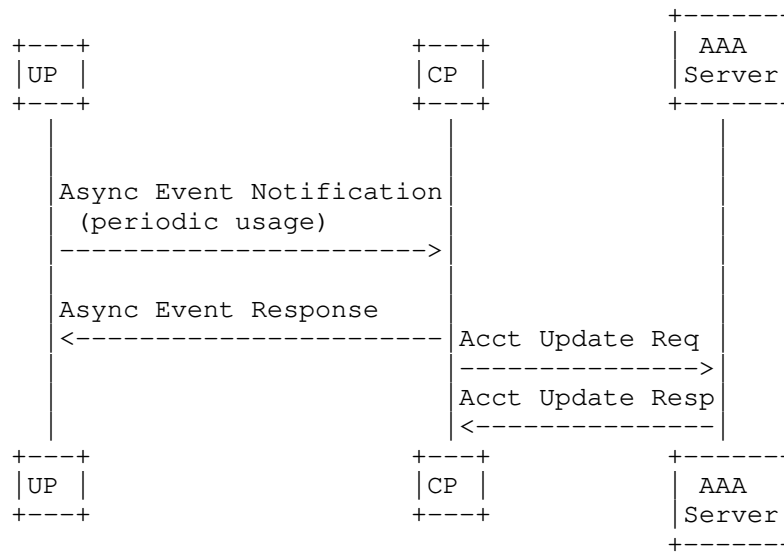 AAA
UP CP Server
Async Event Notification
(periodic usage)
Async Event Response
Acct Update Req
Acct Update Resp
UP CP AAA
Server